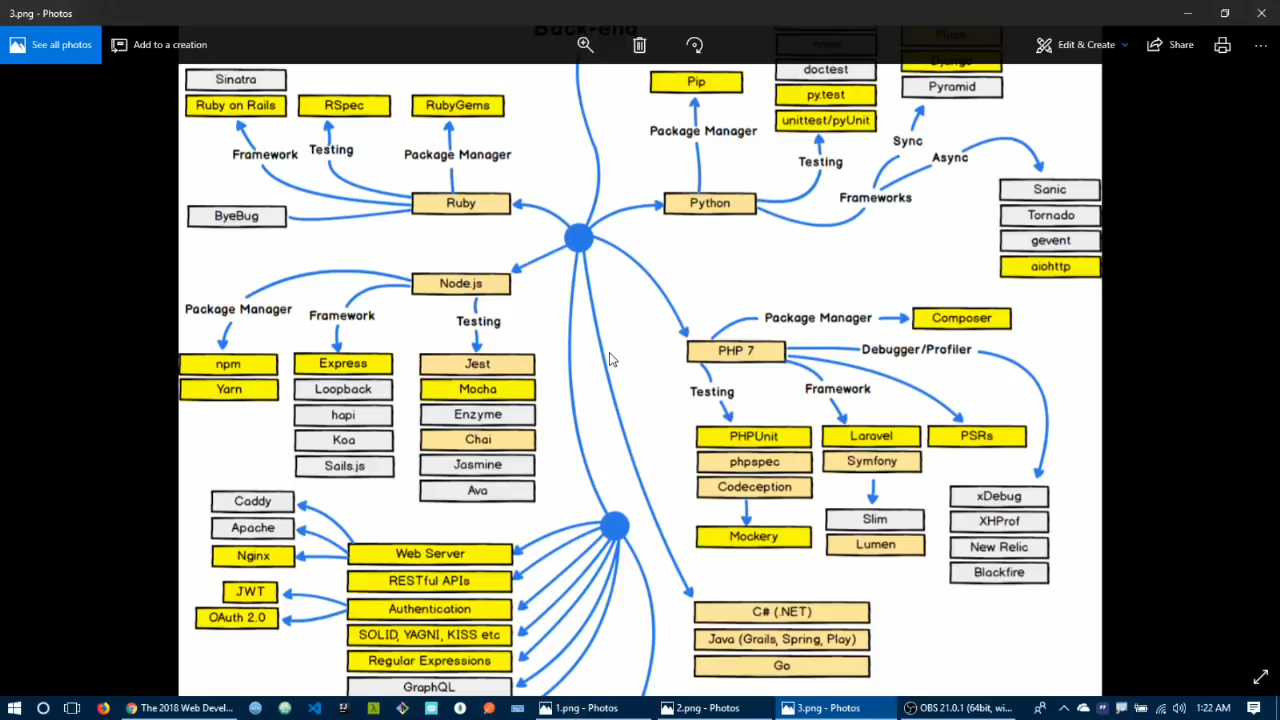 3.png - Photos
See all photos
Add to a creation
Edit & Create
Share
Back-end
Sinatra
Ruby on Rails
RSpec
RubyGems
Framework
Testing
Package Manager
Ruby
ByeBug
Pip
Package Manager
Python
doctest
py.test
unittest/pyUnit
Testing
Django
Pyramid
Sync
Async
Frameworks
Sanic
Tornado
gevent
aiohttp
Node.js
Package Manager
Framework
Testing
npm
Yarn
Express
Loopback
hapi
Koa
Sails.js
Jest
Mocha
Enzyme
Chai
Jasmine
Ava
PHP 7
Package Manager
Composer
Debugger/Profiler
Testing
Framework
PHPUnit
phpspec
Codeception
Mockery
Laravel
Symfony
Slim
Lumen
PSRs
xDebug
XHProf
New Relic
Blackfire
Caddy
Apache
Nginx
JWT
OAuth 2.0
Web Server
RESTful APIs
Authentication
SOLID, YAGNI, KISS etc
Regular Expressions
GraphQL
C# (.NET)
Java (Grails, Spring, Play)
Go
The 2018 Web Devel...
1.png - Photos
2.png - Photos
3.png - Photos
OBS 21.0.1 (64bit, wi...
1:22 AM